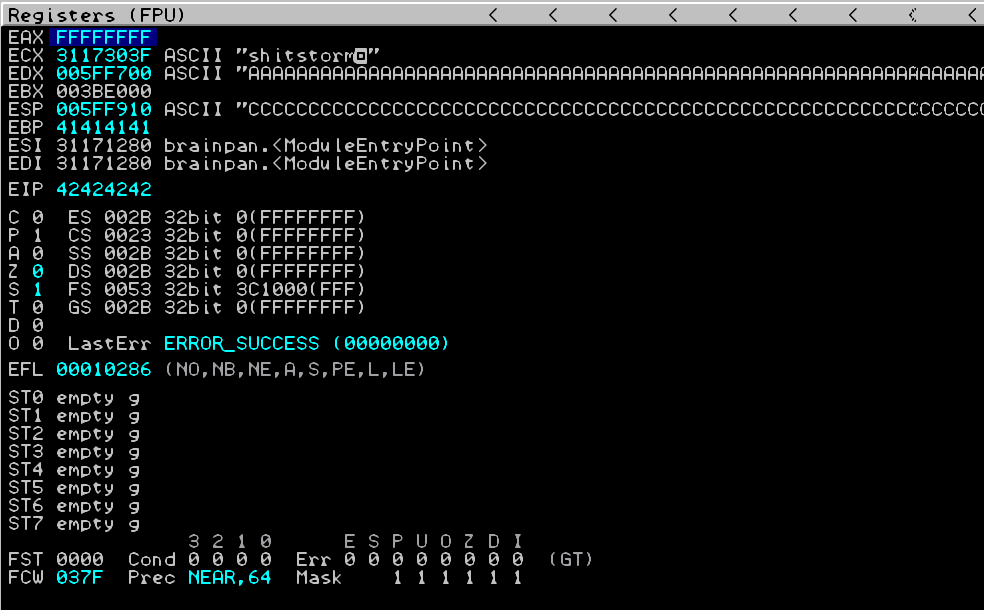 Registers (FPU) < < < < < < < < <
EAX FFFFFFFF
ECX 3117303F ASCII "shitstorm"
EDX 005FF700 ASCII "AAAAAAAAAAAAAAAAAAAAAAAAAAAAAAAAAAAAAAAAAAAAAAAAAAAAAAAAAAAAA
EBX 003BE000
ESP 005FF910 ASCII "CCCCCCCCCCCCCCCCCCCCCCCCCCCCCCCCCCCCCCCCCCCCCCCCCCCCCCCCCCCCC
EBP 41414141
ESI 31171280 brainpan.<ModuleEntryPoint>
EDI 31171280 brainpan.<ModuleEntryPoint>
EIP 42424242
C 0 ES 002B 32bit 0(FFFFFFFF)
P 1 CS 0023 32bit 0(FFFFFFFF)
A 0 SS 002B 32bit 0(FFFFFFFF)
Z 0 DS 002B 32bit 0(FFFFFFFF)
S 1 FS 0053 32bit 3C1000(FFF)
T 0 GS 002B 32bit 0(FFFFFFFF)
D 0
O 0 LastErr ERROR_SUCCESS (00000000)
EFL 00010286 (NO,NB,NE,A,S,PE,L,LE)
ST0 empty g
ST1 empty g
ST2 empty g
ST3 empty g
ST4 empty g
ST5 empty g
ST6 empty g
ST7 empty g
3 2 1 0 E S P U O Z D I
FST 0000 Cond 0 0 0 0 Err 0 0 0 0 0 0 0 0 (GT)
FCW 037F Prec NEAR,64 Mask 1 1 1 1 1 1